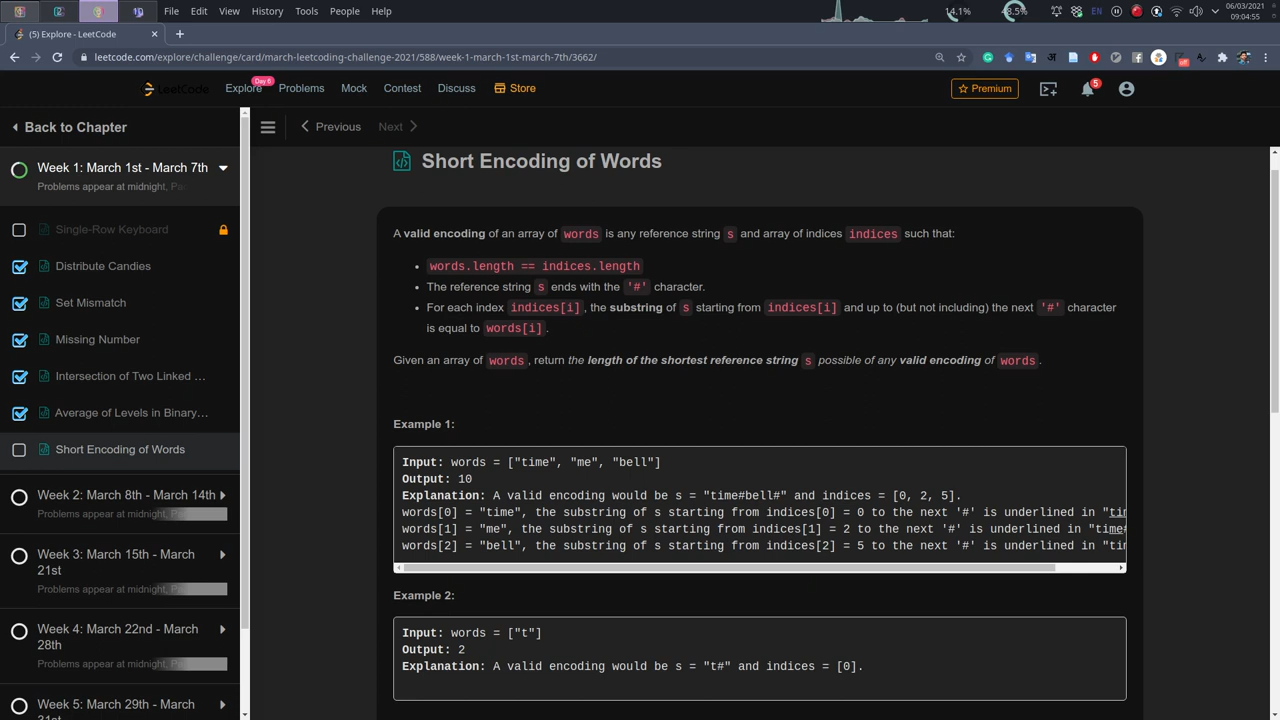 File Edit View History Tools People Help 14.1% EN 06/03/2021
09:04:55
(5) Explore - LeetCode
leetcode.com/explore/challenge/card/march-leetcoding-challenge-2021/588/week-1-march-1st-march-7th/3662/
Day 6
LeetCode Explore Problems Mock Contest Discuss Store Premium 5
Back to Chapter
Previous Next
Week 1: March 1st - March 7th
Problems appear at midnight,
Single-Row Keyboard
Distribute Candies
Set Mismatch
Missing Number
Intersection of Two Linked ...
Average of Levels in Binary...
Short Encoding of Words
Week 2: March 8th - March 14th
Problems appear at midnight,
Week 3: March 15th - March
21st
Problems appear at midnight,
Week 4: March 22nd - March
28th
Problems appear at midnight,
Week 5: March 29th - March
Short Encoding of Words
A valid encoding of an array of words is any reference string s and array of indices indices such that:
• words.length == indices.length
• The reference string s ends with the '#' character.
• For each index indices[i], the substring of s starting from indices[i] and up to (but not including) the next '#' character
is equal to words[i].
Given an array of words, return the length of the shortest reference string s possible of any valid encoding of words.
Example 1:
Input: words = ["time", "me", "bell"]
Output: 10
Explanation: A valid encoding would be s = "time#bell#" and indices = [0, 2, 5].
words[0] = "time", the substring of s starting from indices[0] = 0 to the next '#' is underlined in "tim
words[1] = "me", the substring of s starting from indices[1] = 2 to the next '#' is underlined in "time#
words[2] = "bell", the substring of s starting from indices[2] = 5 to the next '#' is underlined in "tim
Example 2:
Input: words = ["t"]
Output: 2
Explanation: A valid encoding would be s = "t#" and indices = [0].